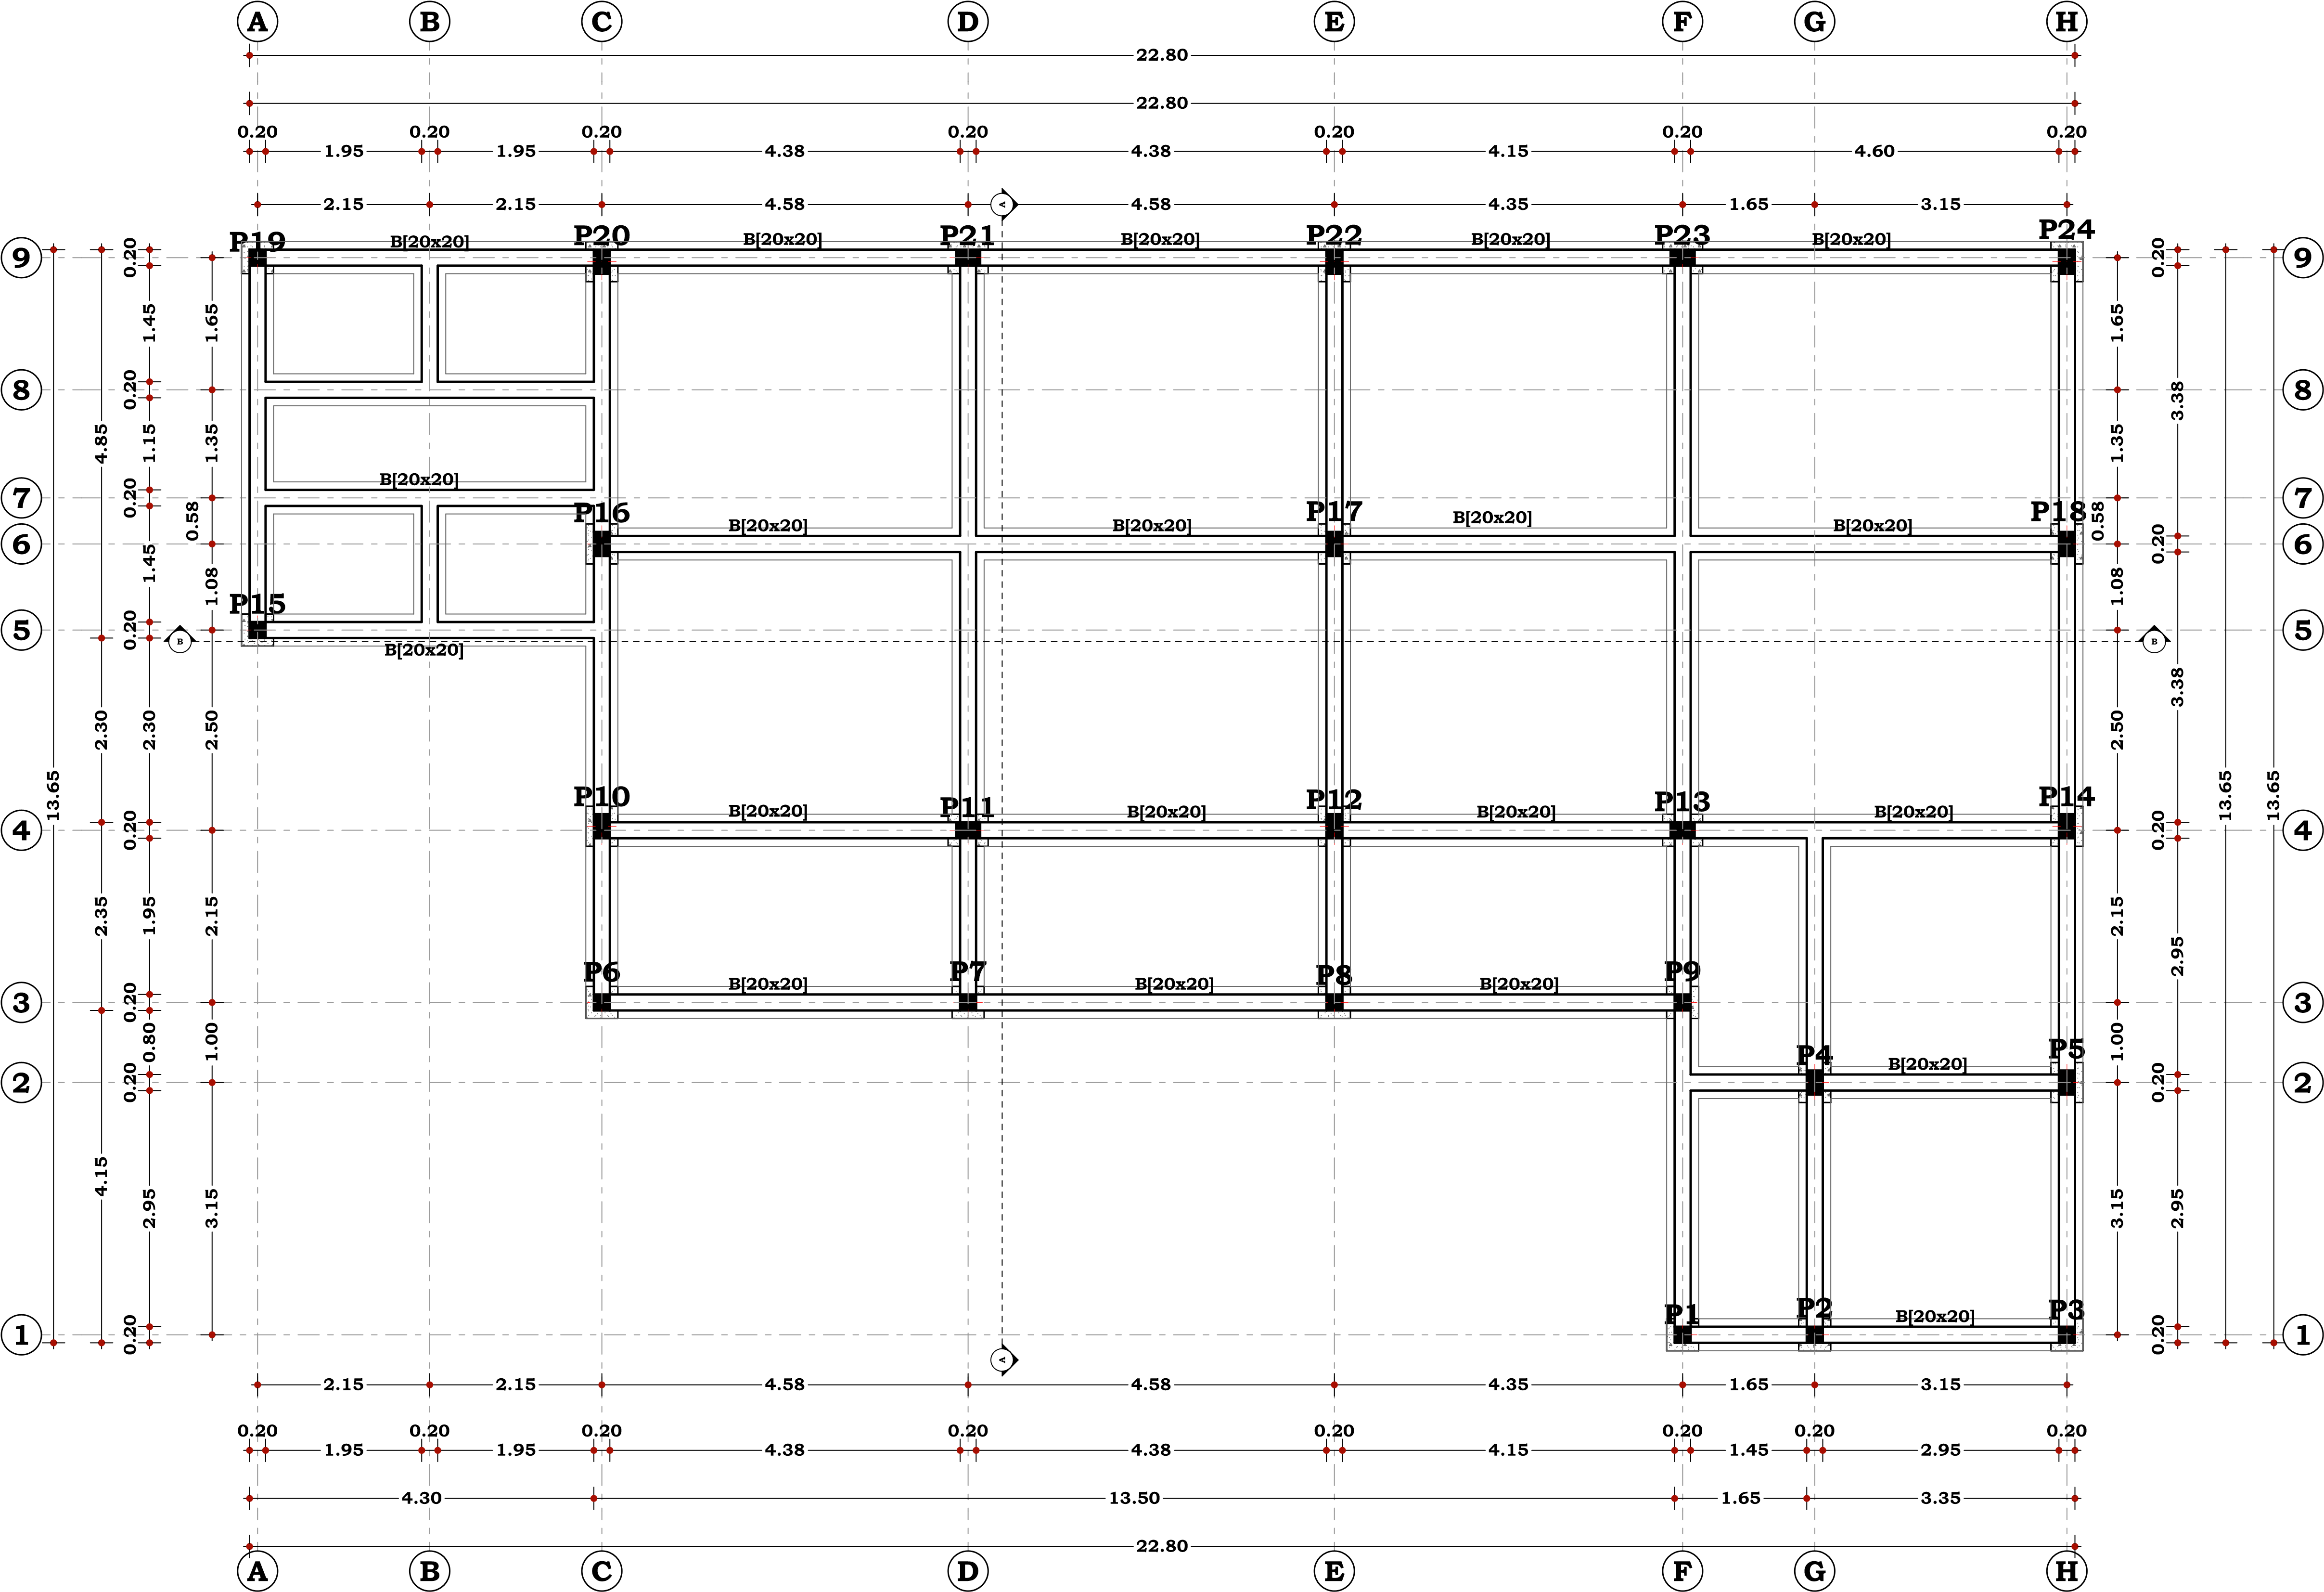 A B C D E F G H
22.80
22.80
0.20 0.20 0.20 0.20 0.20 0.20 0.20
1.95 1.95 4.38 4.38 4.15 4.60
2.15 2.15 4.58 A 4.58 4.35 1.65 3.15
P19 B[20x20] P20 B[20x20] P21 B[20x20] P22 B[20x20] P23 B[20x20] P24
9 0.20 0.20 9
1.45 1.65 1.65
8 0.20 3.38 8
4.85 1.15 1.35 1.35
B[20x20]
7 0.20 7
0.58 P16 B[20x20] B[20x20] P17 B[20x20] B[20x20] P18 0.58
6 0.20 6
1.45 1.08 1.08
P15
5 0.20 5
B B
B[20x20]
3.38
2.30 2.30 2.50 2.50
13.65 13.65 13.65
P10 B[20x20] P11 B[20x20] P12 B[20x20] P13 B[20x20] P14
4 0.20 0.20 4
2.35 1.95 2.15 2.15 2.95
P6 B[20x20] P7 B[20x20] P8 B[20x20] P9
3 0.20 3
0.80 1.00 1.00
P4 B[20x20] P5
2 0.20 0.20 2
4.15 2.95 3.15 3.15 2.95
P1 P2 B[20x20] P3
1 0.20 0.20 1
A
2.15 2.15 4.58 4.58 4.35 1.65 3.15
0.20 0.20 0.20 0.20 0.20 0.20 0.20 0.20
1.95 1.95 4.38 4.38 4.15 1.45 2.95
4.30 13.50 1.65 3.35
22.80
A B C D E F G H